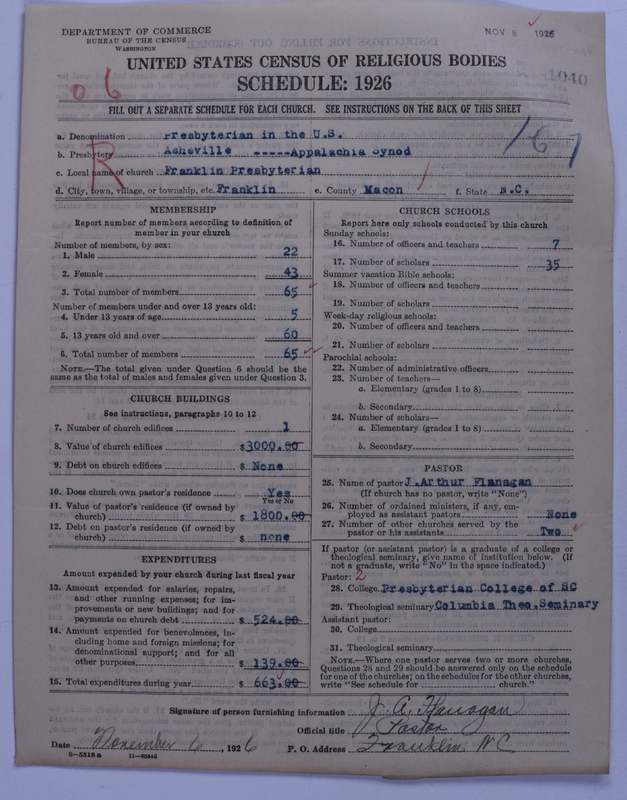 DEPARTMENT OF COMMERCE
BUREAU OF THE CENSUS
WASHINGTON
NOV 8 1926
UNITED STATES CENSUS OF RELIGIOUS BODIES
SCHEDULE: 1926
06
1040
FILL OUT A SEPARATE SCHEDULE FOR EACH CHURCH. SEE INSTRUCTIONS ON THE BACK OF THIS SHEET
R
167
a. Denomination Presbyterian in the U.S.
b. Presbytery Asheville -----Appalachia Synod
c. Local name of church Franklin Presbyterian
d. City, town, village, or township, etc. Franklin e. County Macon f. State N.C.
MEMBERSHIP
Report number of members according to definition of
member in your church
Number of members, by sex:
1. Male 22
2. Female 43
3. Total number of members 65
Number of members under and over 13 years old:
4. Under 13 years of age 5
5. 13 years old and over 60
6. Total number of members 65
NOTE.—The total given under Question 6 should be the
same as the total of males and females given under Question 3.
CHURCH BUILDINGS
See instructions, paragraphs 10 to 12
7. Number of church edifices 1
8. Value of church edifices $3000.00
9. Debt on church edifices $ None
10. Does church own pastor's residence Yes
Yes or No
11. Value of pastor's residence (if owned by
church) $ 1800.00
12. Debt on pastor's residence (if owned by
church) $ none
EXPENDITURES
Amount expended by your church during last fiscal year
13. Amount expended for salaries, repairs,
and other running expenses; for im-
provements or new buildings; and for
payments on church debt $ 524.00
14. Amount expended for benevolences, in-
cluding home and foreign missions; for
denominational support; and for all
other purposes $ 139.00
15. Total expenditures during year $ 663.00
CHURCH SCHOOLS
Report here only schools conducted by this church
Sunday schools:
16. Number of officers and teachers 7
17. Number of scholars 35
Summer vacation Bible schools:
18. Number of officers and teachers
19. Number of scholars
Week-day religious schools:
20. Number of officers and teachers
21. Number of scholars
Parochial schools:
22. Number of administrative officers
23. Number of teachers—
a. Elementary (grades 1 to 8)
b. Secondary
24. Number of scholars—
a. Elementary (grades 1 to 8)
b. Secondary
PASTOR
25. Name of pastor J. Arthur Flanagan
(If church has no pastor, write "None")
26. Number of ordained ministers, if any, em-
ployed as assistant pastors None
27. Number of other churches served by the
pastor or his assistants Two
If pastor (or assistant pastor) is a graduate of a college or
theological seminary, give name of institution below. (If
not a graduate, write "No" in the space indicated.)
Pastor: 2
28. College Presbyterian College of SC
29. Theological seminary Columbia Theo. Seminary
Assistant pastor:
30. College
31. Theological seminary
NOTE.—Where one pastor serves two or more churches,
Questions 28 and 29 should be answered only on the schedule
for one of the churches; on the schedules for the other churches,
write "See schedule for ---------- church."
Signature of person furnishing information J. A. Flanagan
Official title Pastor
Date November 6, 1926 P. O. Address Franklin N C
8—5518a